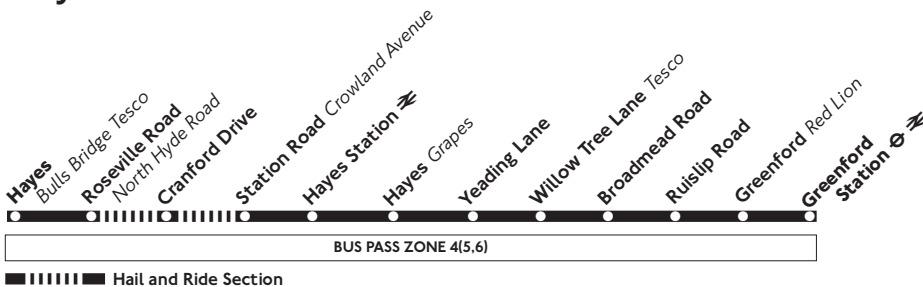 Hayes
Bulls Bridge Tesco
Roseville Road
North Hyde Road
Cranford Drive
Station Road Crowland Avenue
Hayes Station
Hayes Grapes
Yeading Lane
Willow Tree Lane Tesco
Broadmead Road
Ruislip Road
Greenford Red Lion
Greenford
Station
BUS PASS ZONE 4(5,6)
Hail and Ride Section